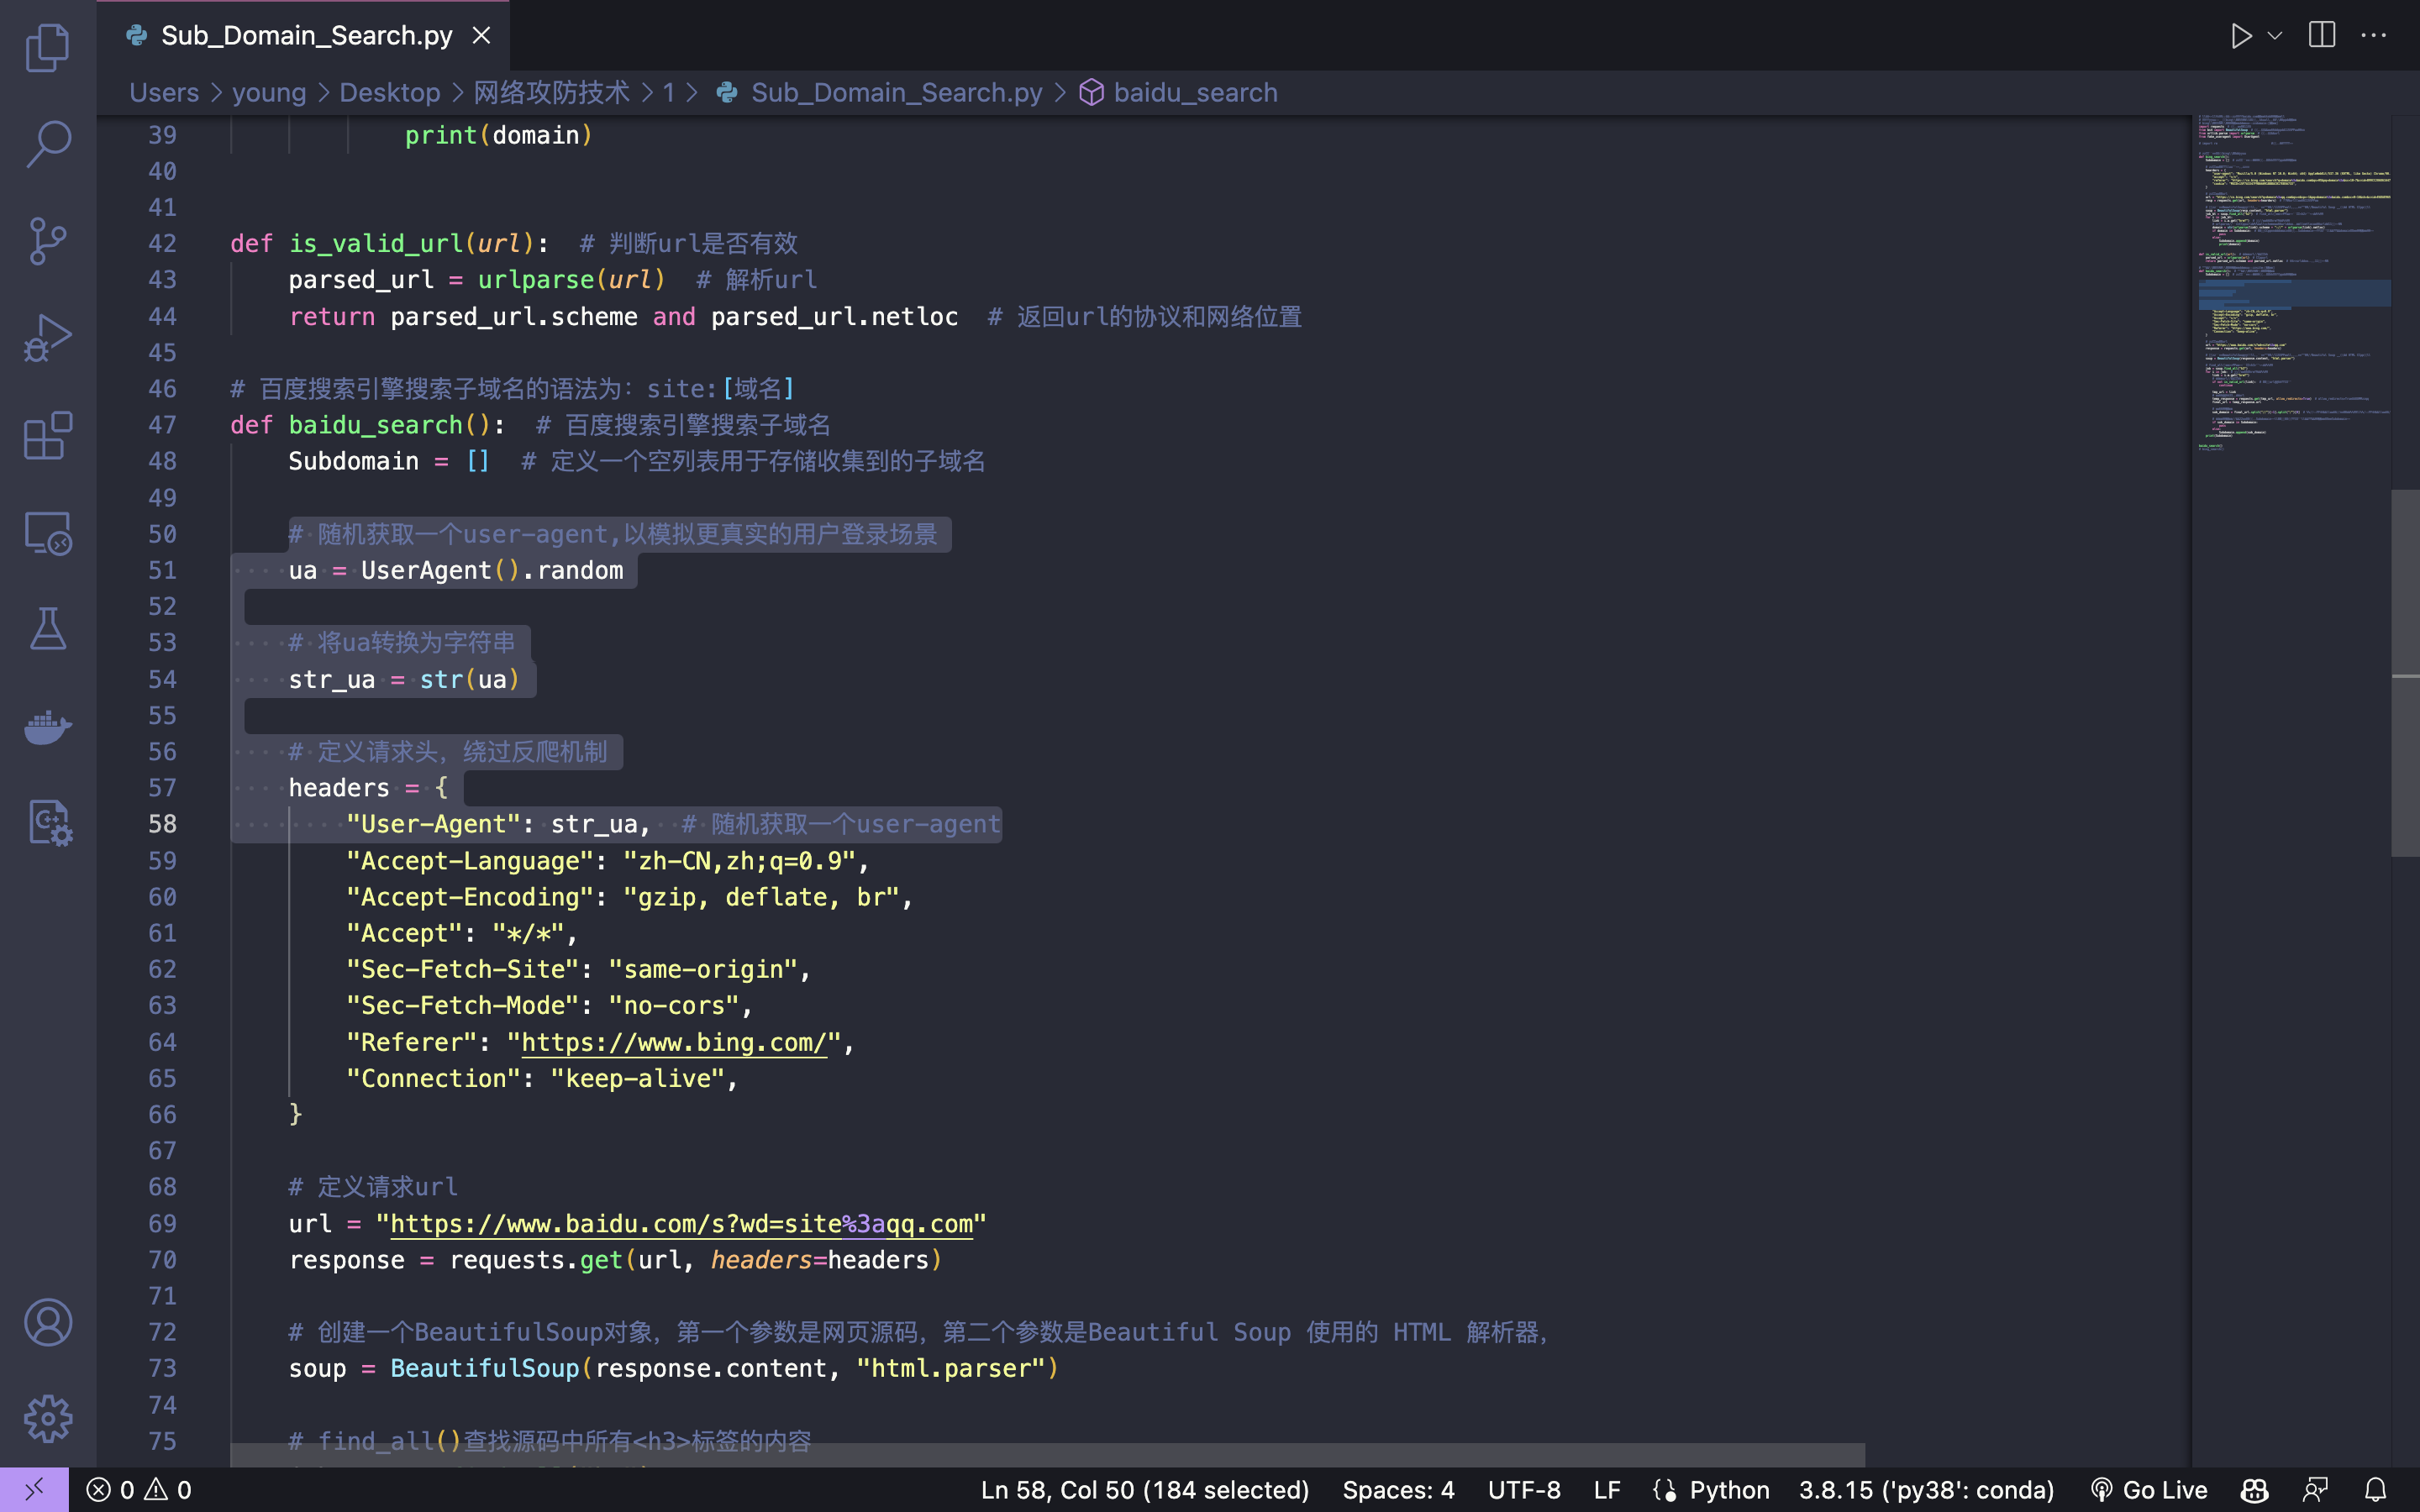 Sub_Domain_Search.py
Users > young > Desktop > 网络攻防技术 > 1 > Sub_Domain_Search.py > baidu_search
39 print(domain)
40
41
42 def is_valid_url(url):  # 判断url是否有效
43 parsed_url = urlparse(url)  # 解析url
44 return parsed_url.scheme and parsed_url.netloc  # 返回url的协议和网络位置
45
46 # 百度搜索引擎搜索子域名的语法为：site:[域名]
47 def baidu_search():  # 百度搜索引擎搜索子域名
48 Subdomain = []  # 定义一个空列表用于存储收集到的子域名
49
50 # 随机获取一个user-agent,以模拟更真实的用户登录场景
51 ua = UserAgent().random
52
53 # 将ua转换为字符串
54 str_ua = str(ua)
55
56 # 定义请求头，绕过反爬机制
57 headers = {
58 "User-Agent": str_ua,  # 随机获取一个user-agent
59 "Accept-Language": "zh-CN,zh;q=0.9",
60 "Accept-Encoding": "gzip, deflate, br",
61 "Accept": "*/*",
62 "Sec-Fetch-Site": "same-origin",
63 "Sec-Fetch-Mode": "no-cors",
64 "Referer": "https://www.bing.com/",
65 "Connection": "keep-alive",
66 }
67
68 # 定义请求url
69 url = "https://www.baidu.com/s?wd=site%3aqq.com"
70 response = requests.get(url, headers=headers)
71
72 # 创建一个BeautifulSoup对象，第一个参数是网页源码，第二个参数是Beautiful Soup 使用的 HTML 解析器，
73 soup = BeautifulSoup(response.content, "html.parser")
74
75 # find_all()查找源码中所有<h3>标签的内容
0 0 Ln 58, Col 50 (184 selected) Spaces: 4 UTF-8 LF Python 3.8.15 ('py38': conda) Go Live